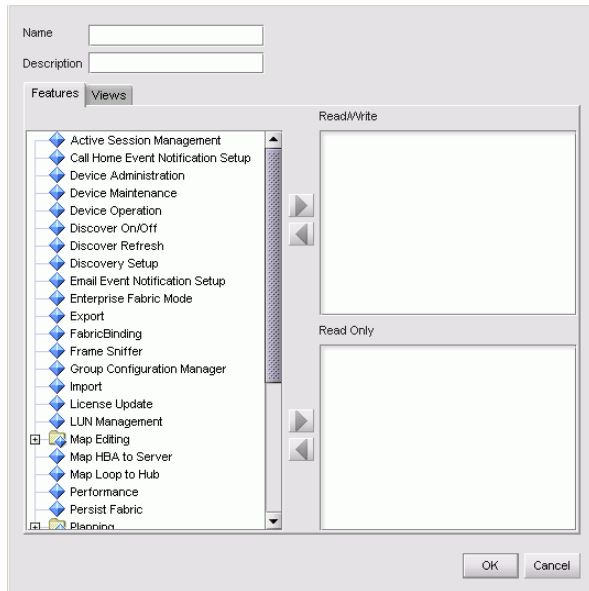 Name
Description
Features
Views
Read/Write
Active Session Management
Call Home Event Notification Setup
Device Administration
Device Maintenance
Device Operation
Discover On/Off
Discover Refresh
Discovery Setup
Email Event Notification Setup
Enterprise Fabric Mode
Export
FabricBinding
Frame Sniffer
Group Configuration Manager
Import
License Update
LUN Management
Map Editing
Map HBA to Server
Map Loop to Hub
Performance
Persist Fabric
Planning
Read Only
OK
Cancel